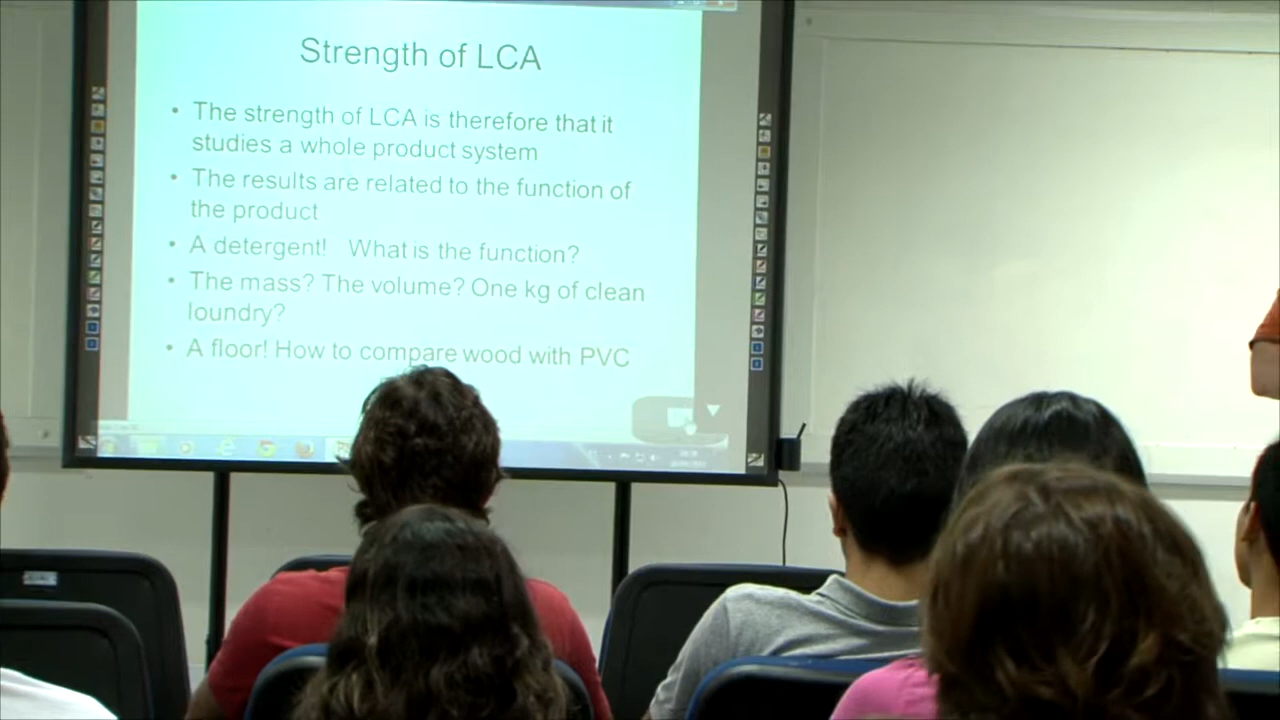 Strength of LCA
• The strength of LCA is therefore that it
studies a whole product system
• The results are related to the function of
the product
• A detergent! What is the function?
• The mass? The volume? One kg of clean
loundry?
• A floor! How to compare wood with PVC